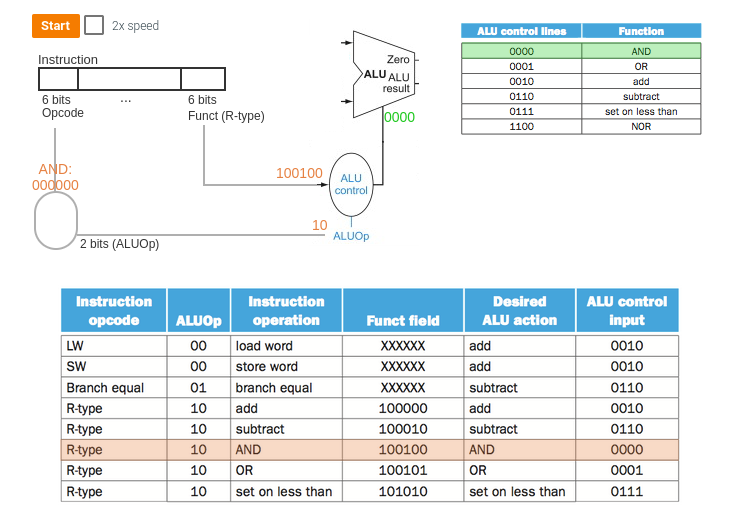 Start 2x speed
Instruction
6 bits ... 6 bits
Opcode Funct (R-type)
AND:
000000
2 bits (ALUOp)
100100
10
ALU
control
ALUOp
Zero
ALU ALU
result
0000
ALU control lines Function
0000 AND
0001 OR
0010 add
0110 subtract
0111 set on less than
1100 NOR
Instruction opcode ALUOp Instruction operation Funct field Desired ALU action ALU control input
LW 00 load word XXXXXX add 0010
SW 00 store word XXXXXX add 0010
Branch equal 01 branch equal XXXXXX subtract 0110
R-type 10 add 100000 add 0010
R-type 10 subtract 100010 subtract 0110
R-type 10 AND 100100 AND 0000
R-type 10 OR 100101 OR 0001
R-type 10 set on less than 101010 set on less than 0111